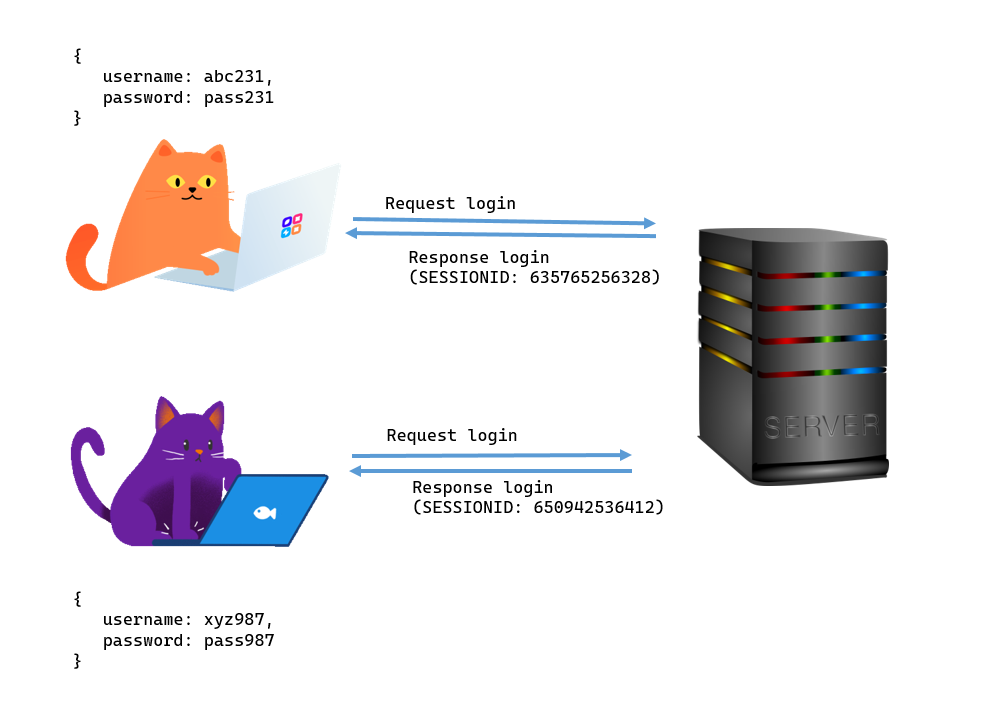 {
username: abc231,
password: pass231
}
Request login
Response login
(SESSIONID: 635765256328)
SERVER
Request login
Response login
(SESSIONID: 650942536412)
{
username: xyz987,
password: pass987
}